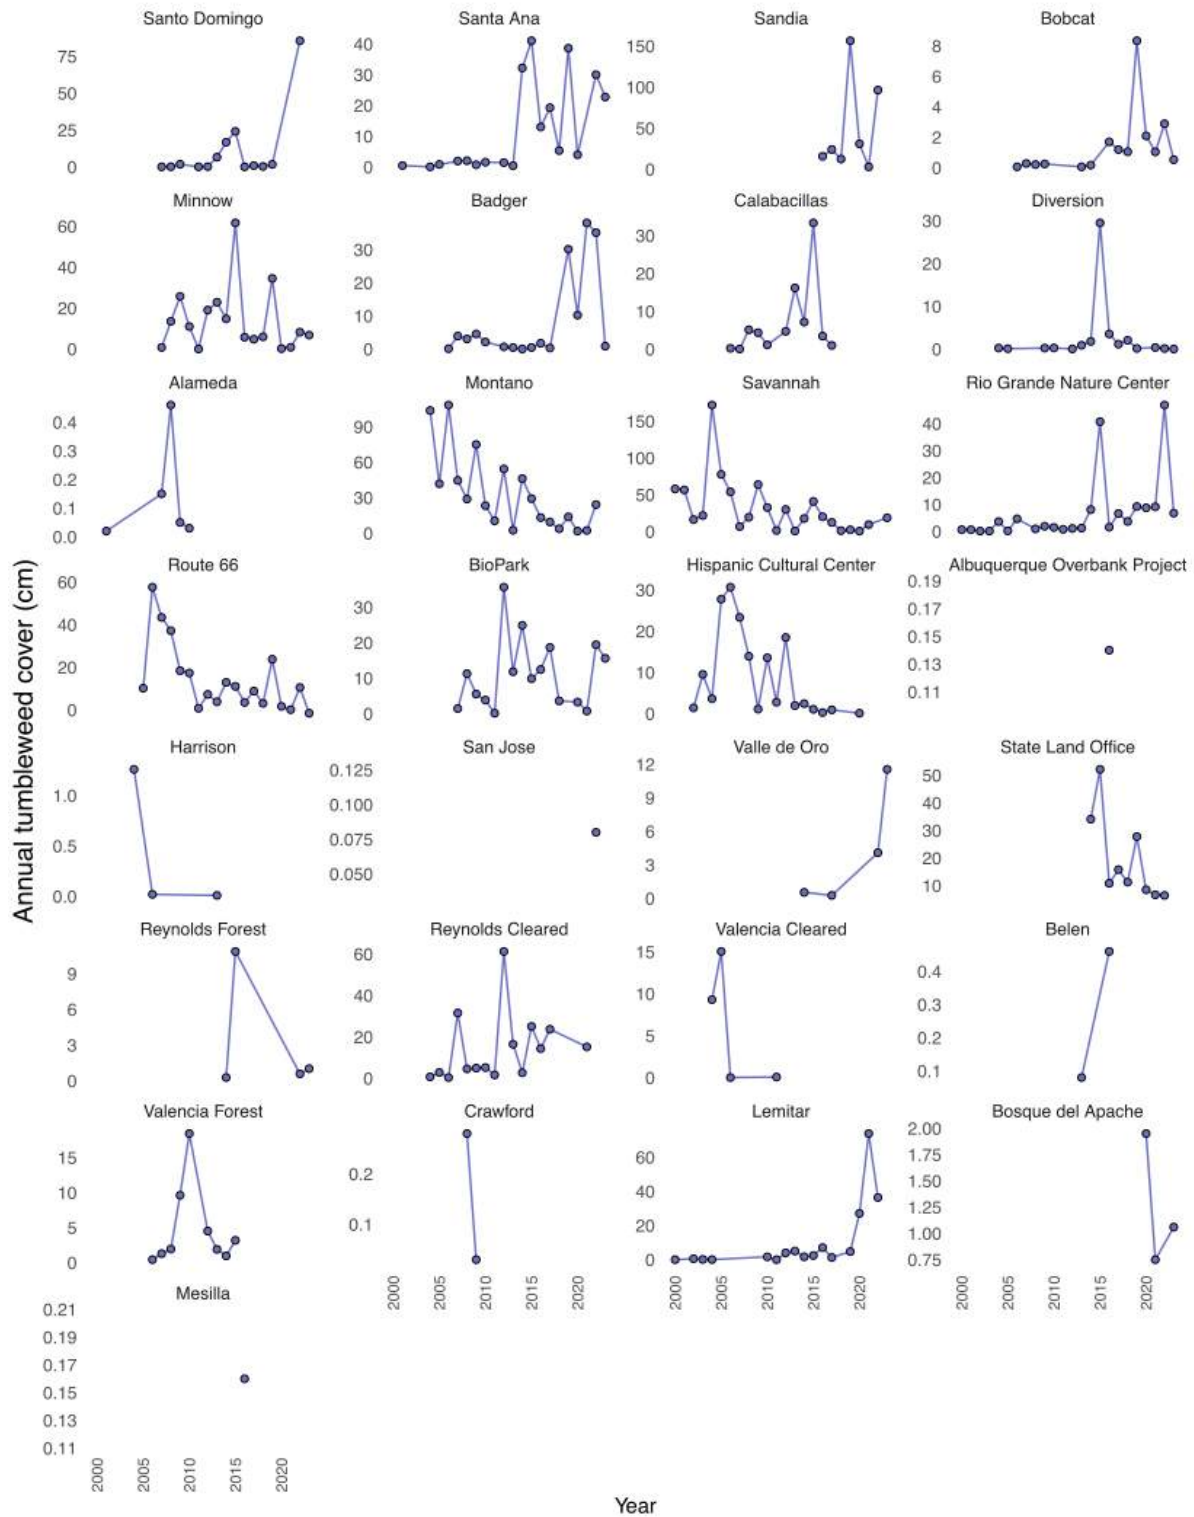 Santo Domingo Santa Ana Sandia Bobcat
75 50 25 0
40 30 20 10 0
150 100 50 0
8 6 4 2 0
Minnow Badger Calabacillas Diversion
60 40 20 0
30 20 10 0
30 20 10 0
30 20 10 0
Alameda Montano Savannah Rio Grande Nature Center
0.4 0.3 0.2 0.1 0.0
90 60 30 0
150 100 50 0
40 30 20 10 0
Route 66 BioPark Hispanic Cultural Center Albuquerque Overbank Project
60 40 20 0
30 20 10 0
30 20 10 0
0.19 0.17 0.15 0.13 0.11
Harrison San Jose Valle de Oro State Land Office
1.0 0.5 0.0
0.125 0.100 0.075 0.050
12 9 6 3 0
50 40 30 20 10
Reynolds Forest Reynolds Cleared Valencia Cleared Belen
9 6 3 0
60 40 20 0
15 10 5 0
0.4 0.3 0.2 0.1
Valencia Forest Crawford Lemitar Bosque del Apache
15 10 5 0
0.2 0.1
60 40 20 0
2.00 1.75 1.50 1.25 1.00 0.75
2000 2005 2010 2015 2020
2000 2005 2010 2015 2020
2000 2005 2010 2015 2020
Mesilla
0.21 0.19 0.17 0.15 0.13 0.11
2000 2005 2010 2015 2020
Annual tumbleweed cover (cm)
Year